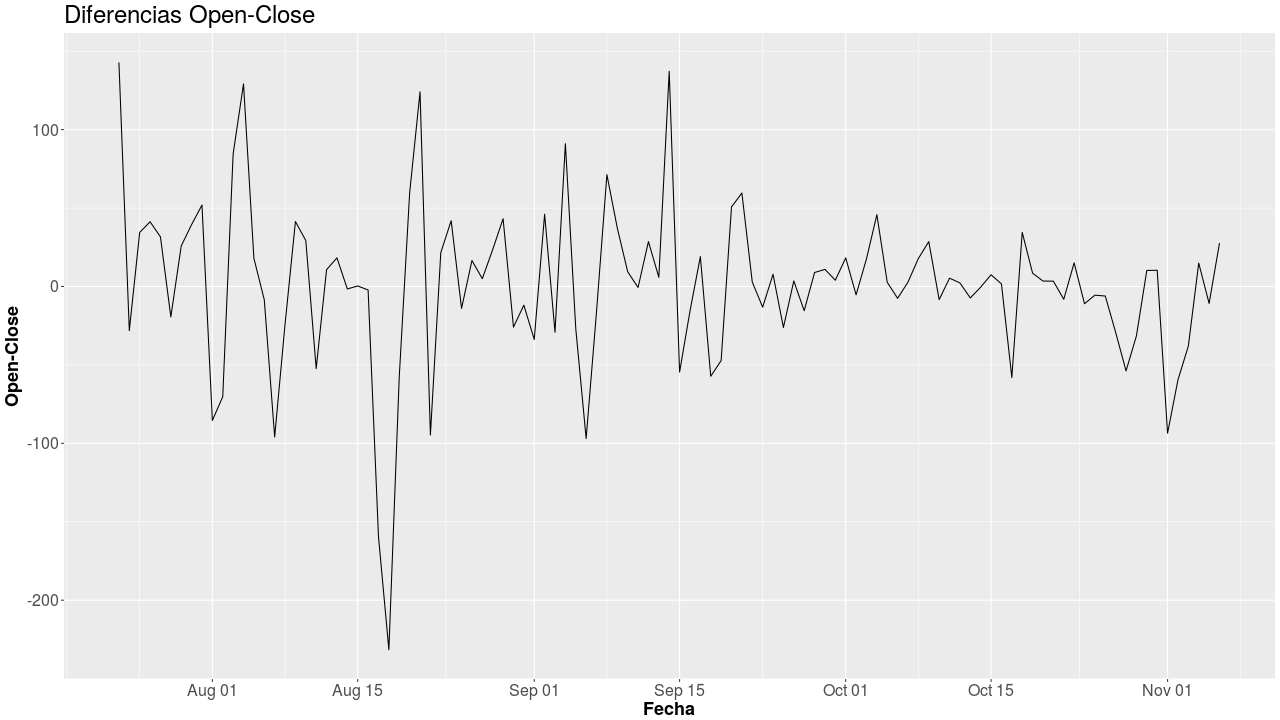 Diferencias Open-Close
Open-Close
100
0
-100
-200
Aug 01 Aug 15 Sep 01 Sep 15 Oct 01 Oct 15 Nov 01
Fecha